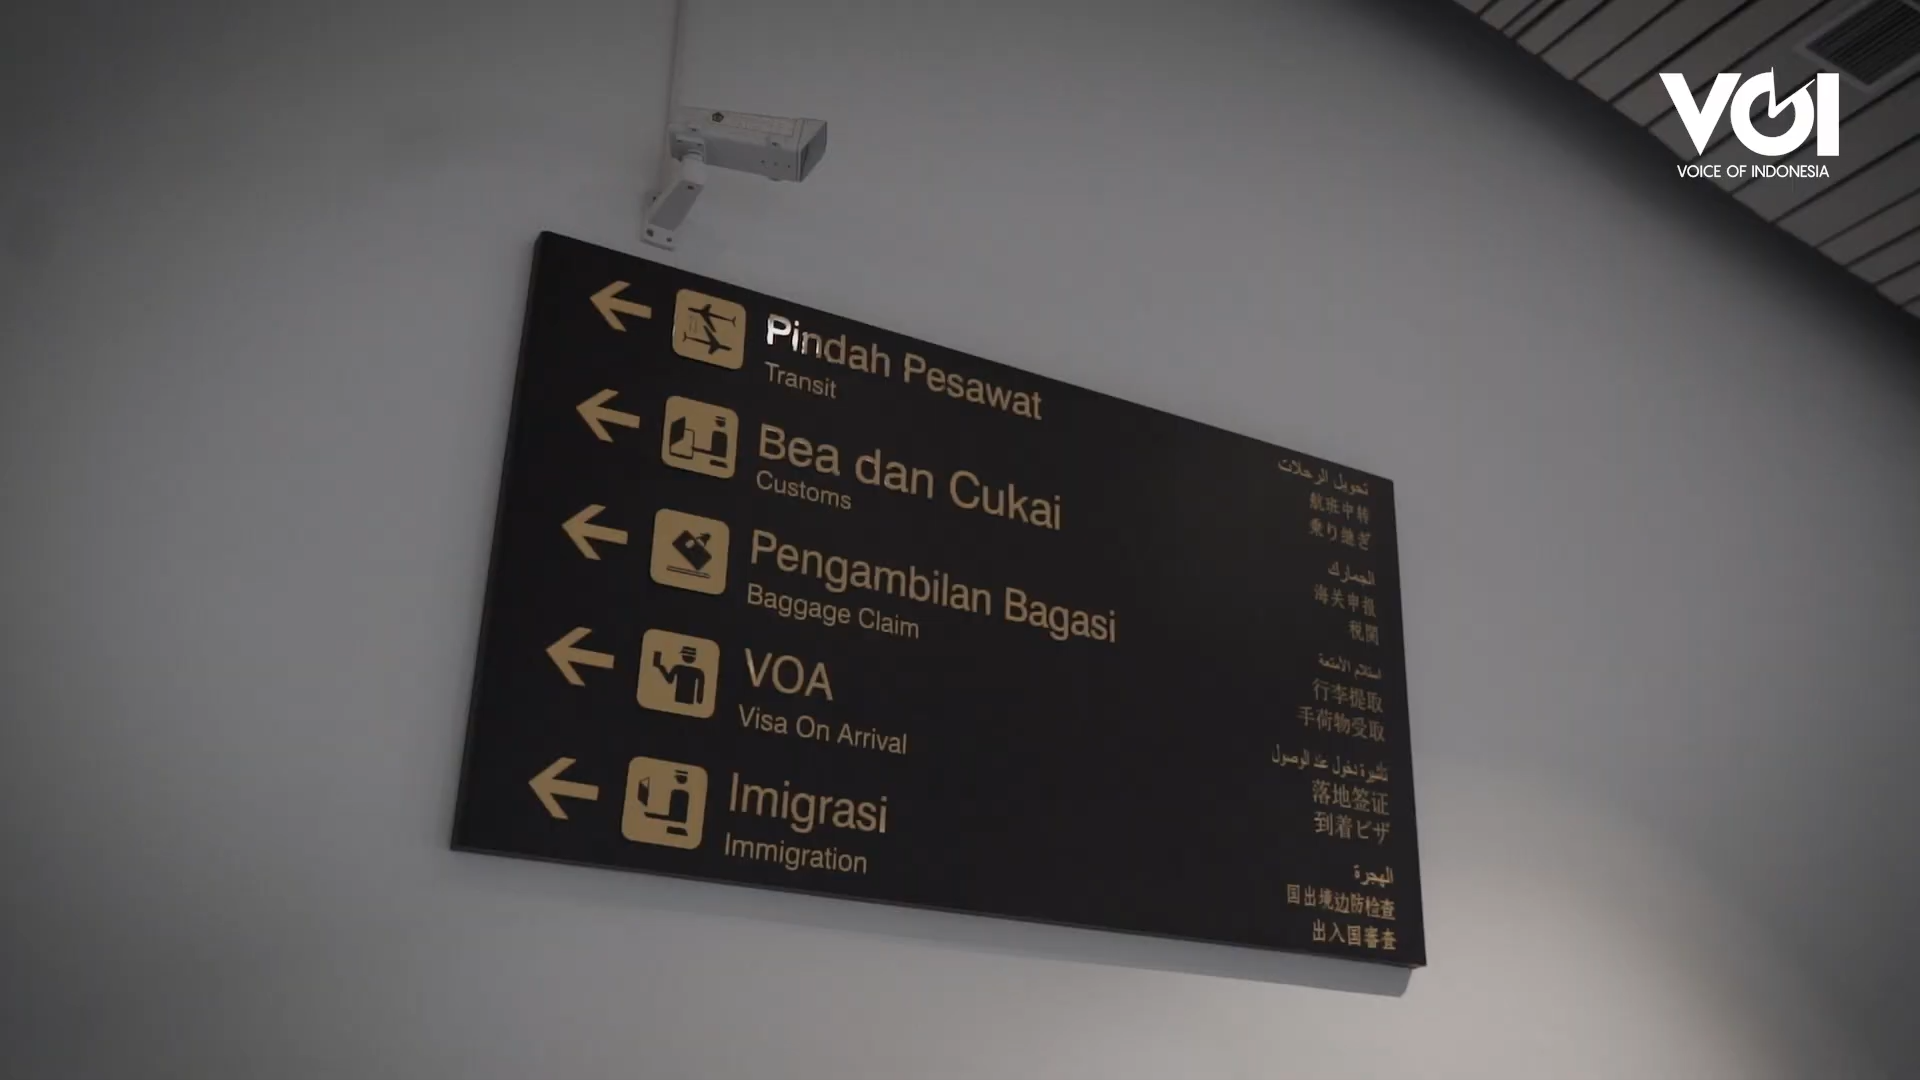 VOI
VOICE OF INDONESIA
Pindah Pesawat
Transit
تحويل الرحلات
航班中转
乗り継ぎ
Bea dan Cukai
Customs
الجمارك
海关申报
税関
Pengambilan Bagasi
Baggage Claim
استلام الأمتعة
行李提取
手荷物受取
VOA
Visa On Arrival
تأشيرة دخول عند الوصول
落地签证
到着ビザ
Imigrasi
Immigration
الهجرة
国出境边防检查
出入国審査